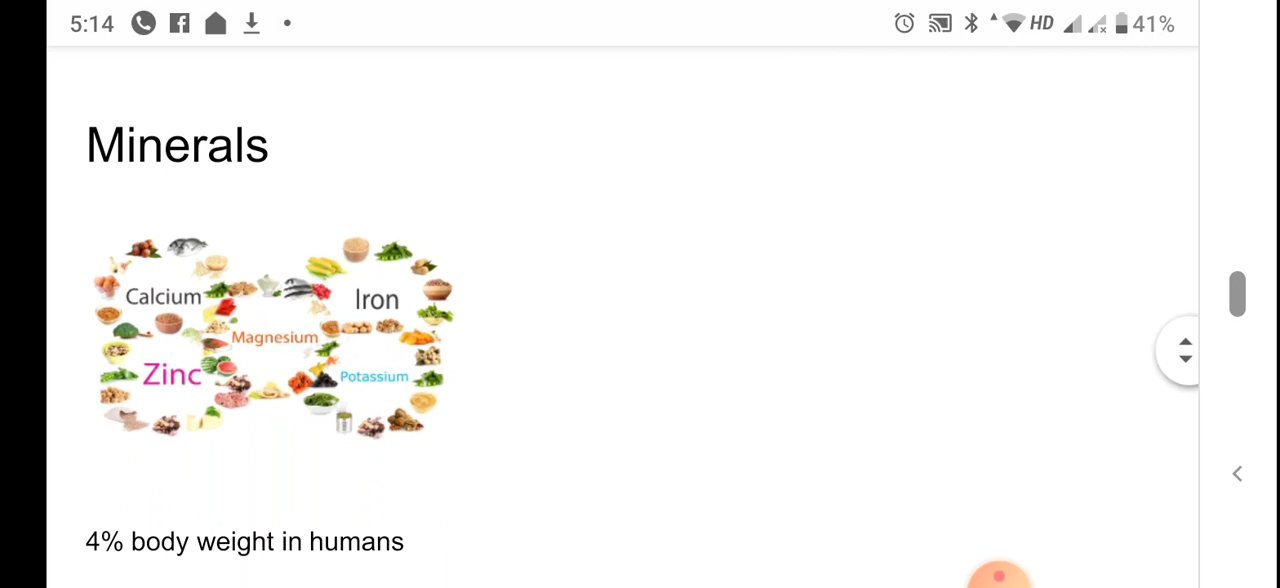 5:14 HD 41%
Minerals
Calcium
Iron
Magnesium
Zinc
Potassium
4% body weight in humans